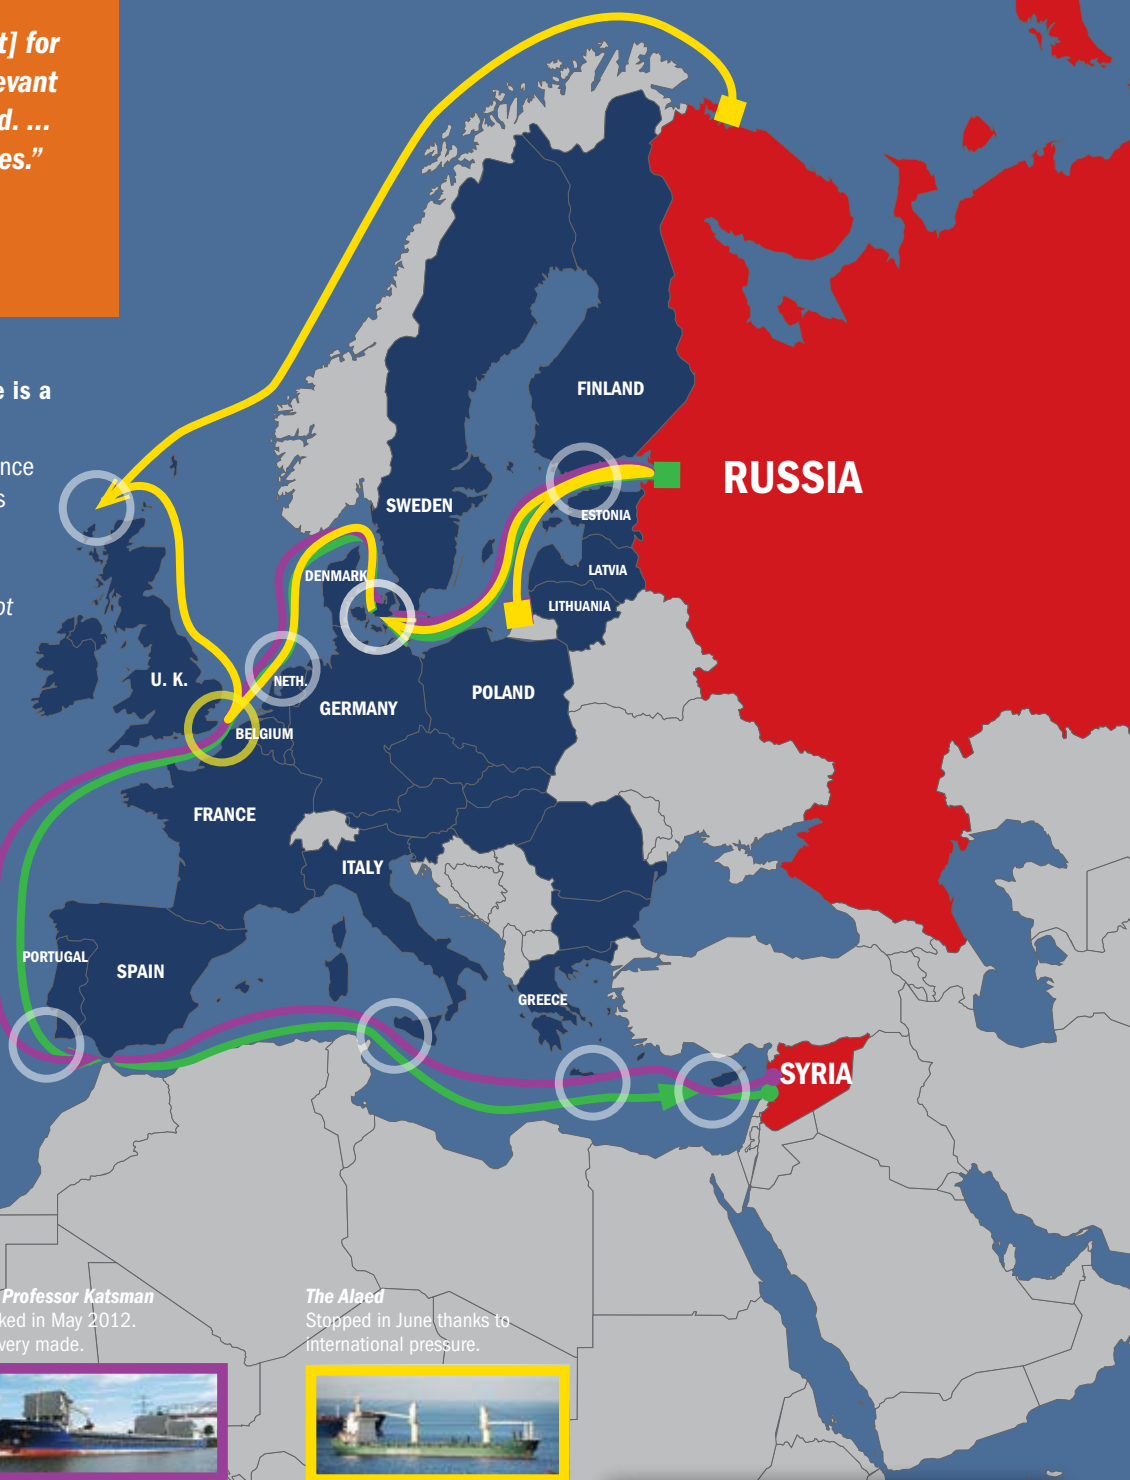 t] for
evant
d. ...
es.”
e is a
nce
s
ot
FINLAND
RUSSIA
SWEDEN
ESTONIA
DENMARK
LATVIA
LITHUANIA
U. K.
NETH.
POLAND
GERMANY
BELGIUM
FRANCE
ITALY
PORTUGAL
SPAIN
GREECE
SYRIA
Professor Katsman
ked in May 2012.
very made.
The Alaed
Stopped in June thanks to
international pressure.